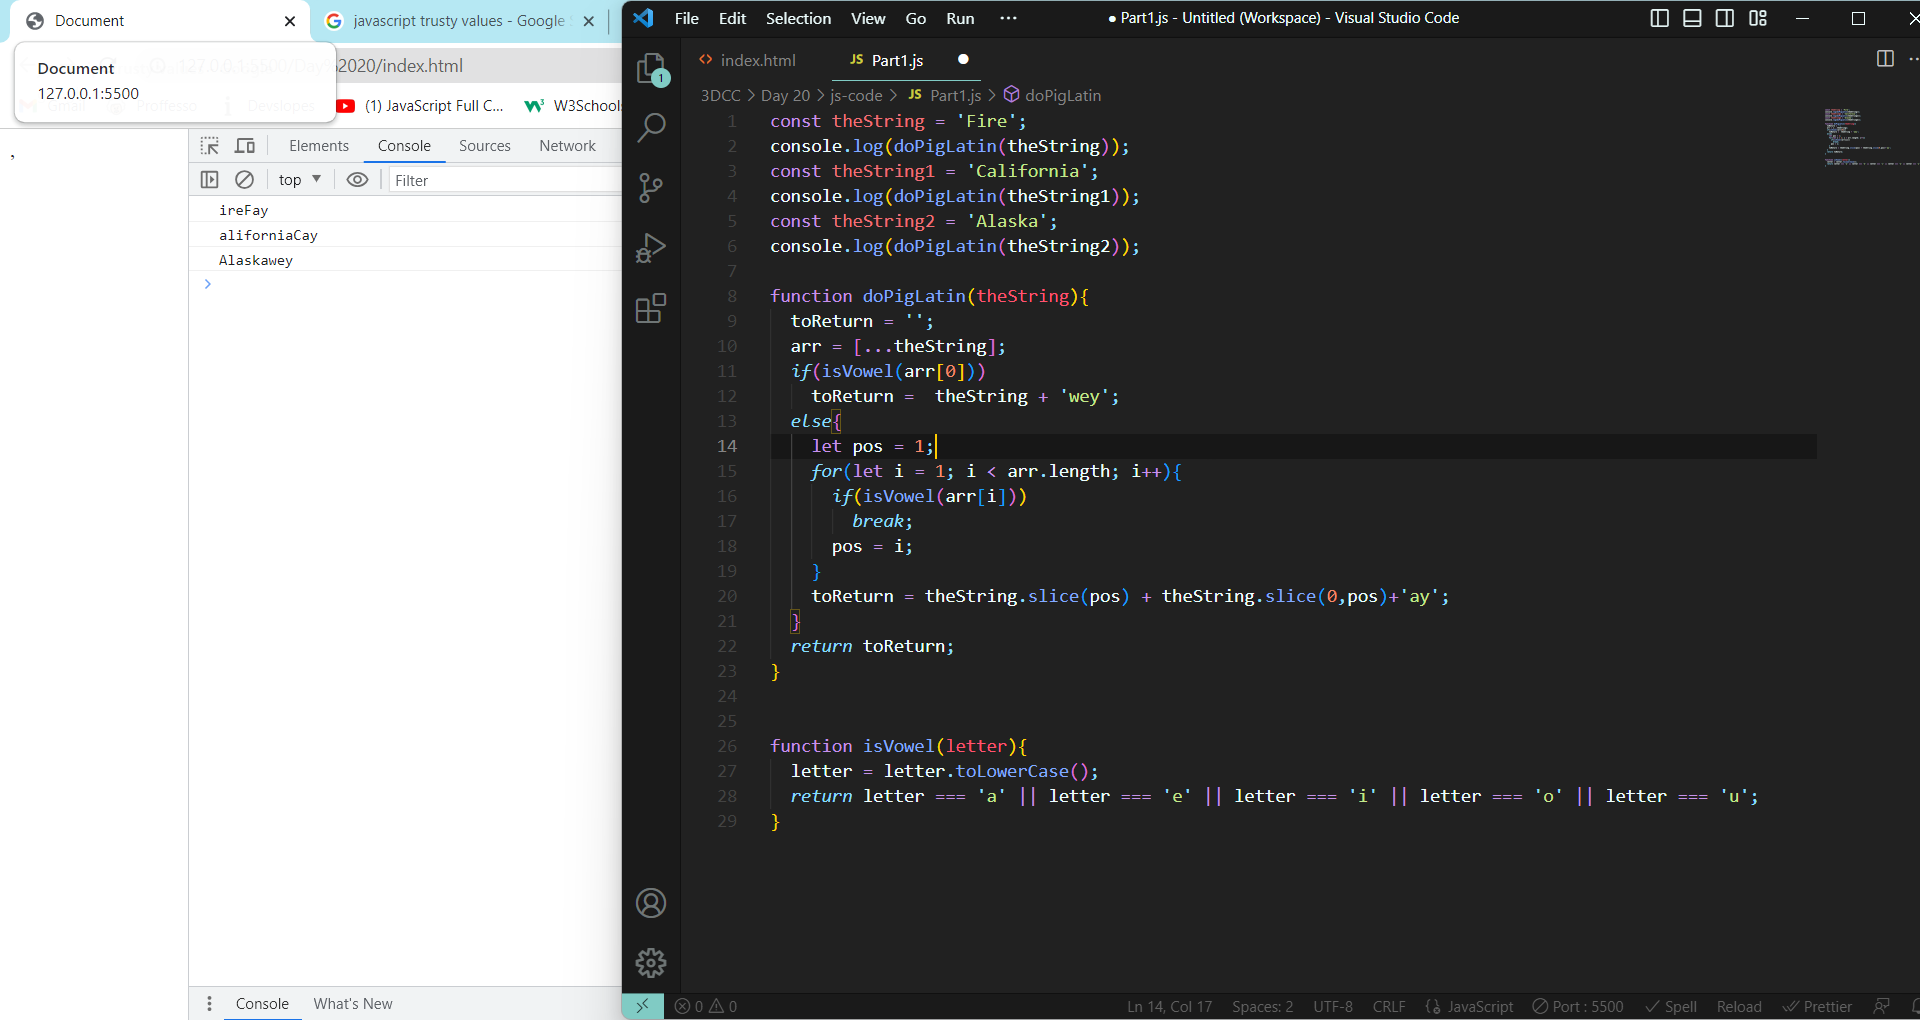 Document
javascript trusty values - Google
Document
127.0.0.1:5500
2020/index.html
(1) JavaScript Full C...
W3Schools
,
Elements
Console
Sources
Network
top
Filter
ireFay
aliforniaCay
Alaskawey
Console
What's New
File
Edit
Selection
View
Go
Run
Part1.js - Untitled (Workspace) - Visual Studio Code
1
index.html
JS Part1.js
3DCC > Day 20 > js-code > JS Part1.js > doPigLatin
1 const theString = 'Fire';
2 console.log(doPigLatin(theString));
3 const theString1 = 'California';
4 console.log(doPigLatin(theString1));
5 const theString2 = 'Alaska';
6 console.log(doPigLatin(theString2));
7
8 function doPigLatin(theString){
9   toReturn = '';
10   arr = [...theString];
11   if(isVowel(arr[0]))
12     toReturn =  theString + 'wey';
13   else{
14     let pos = 1;
15     for(let i = 1; i < arr.length; i++){
16       if(isVowel(arr[i]))
17         break;
18       pos = i;
19     }
20     toReturn = theString.slice(pos) + theString.slice(0,pos)+'ay';
21   }
22   return toReturn;
23 }
24
25
26 function isVowel(letter){
27   letter = letter.toLowerCase();
28   return letter === 'a' || letter === 'e' || letter === 'i' || letter === 'o' || letter === 'u';
29 }
0
0
Ln 14, Col 17
Spaces: 2
UTF-8
CRLF
JavaScript
Port : 5500
Spell
Reload
Prettier